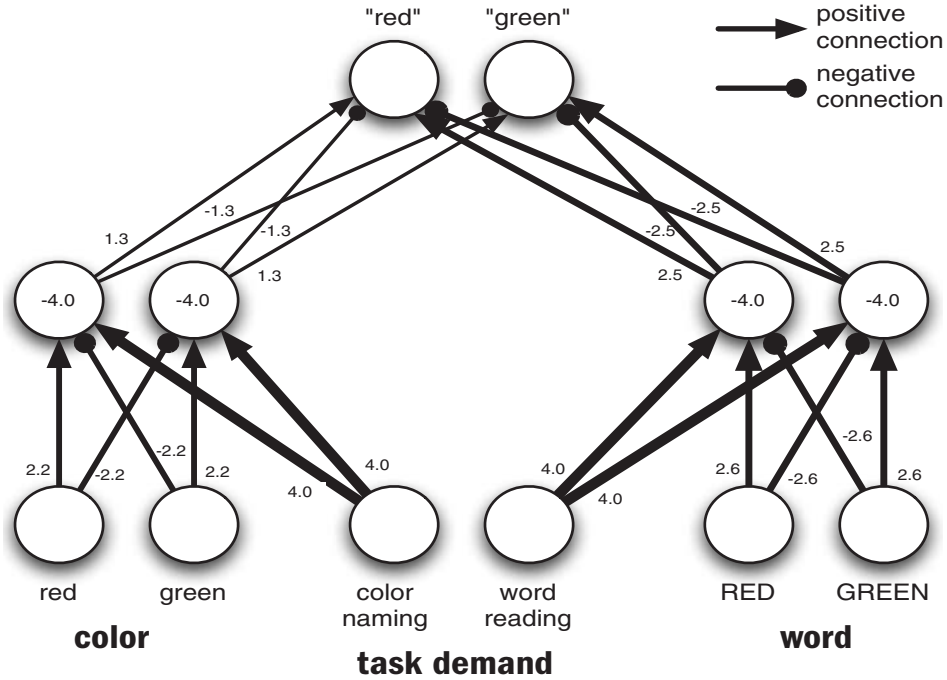 "red"
"green"
positive
connection
negative
connection
-1.3
-1.3
-2.5
-2.5
1.3
1.3
2.5
2.5
-4.0
-4.0
-4.0
-4.0
-2.2
-2.6
2.2
-2.2
2.2
4.0
4.0
4.0
4.0
2.6
-2.6
2.6
red
green
color
naming
word
reading
RED
GREEN
color
task demand
word